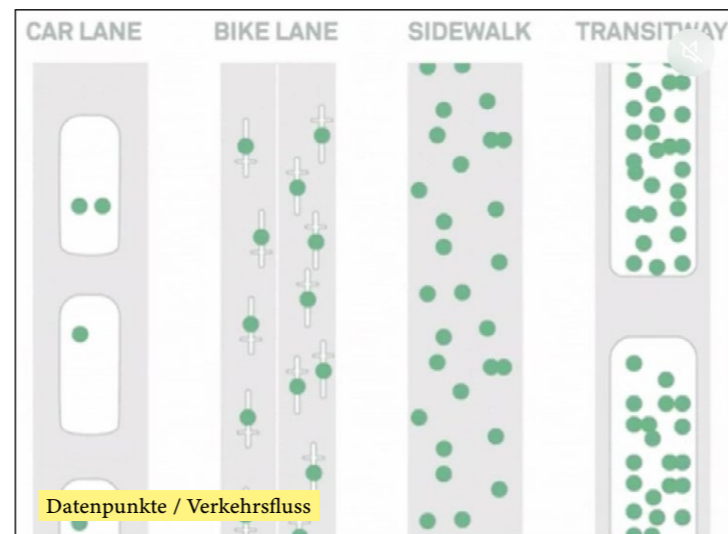 CAR LANE
BIKE LANE
SIDEWALK
TRANSITWAY
Datenpunkte / Verkehrsfluss